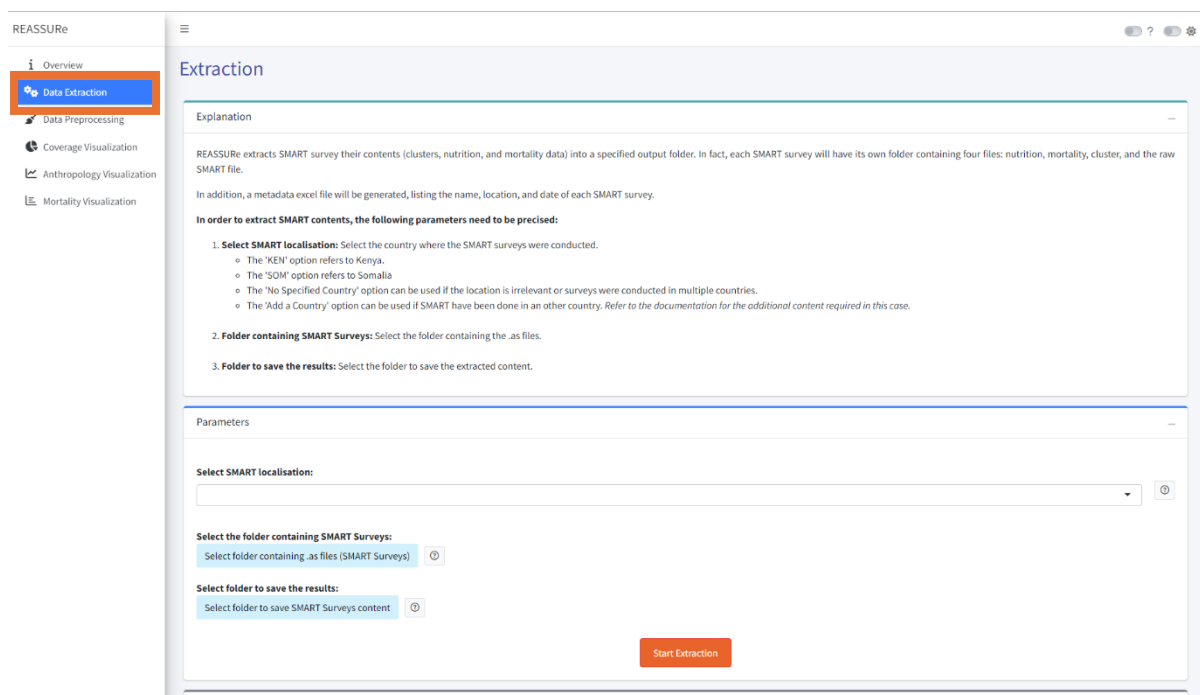 REASSURe
?
i Overview
Data Extraction
Data Preprocessing
Coverage Visualization
Anthropology Visualization
Mortality Visualization
Extraction
Explanation
REASSURe extracts SMART survey their contents (clusters, nutrition, and mortality data) into a specified output folder. In fact, each SMART survey will have its own folder containing four files: nutrition, mortality, cluster, and the raw
SMART file.
In addition, a metadata excel file will be generated, listing the name, location, and date of each SMART survey.
In order to extract SMART contents, the following parameters need to be precised:
1. Select SMART localisation: Select the country where the SMART surveys were conducted.
The 'KEN' option refers to Kenya.
The 'SOM' option refers to Somalia
The 'No Specified Country' option can be used if the location is irrelevant or surveys were conducted in multiple countries.
The 'Add a Country' option can be used if SMART have been done in an other country. Refer to the documentation for the additional content required in this case.
2. Folder containing SMART Surveys: Select the folder containing the .as files.
3. Folder to save the results: Select the folder to save the extracted content.
Parameters
Select SMART localisation:
?
Select the folder containing SMART Surveys:
Select folder containing .as files (SMART Surveys) ?
Select folder to save the results:
Select folder to save SMART Surveys content ?
Start Extraction